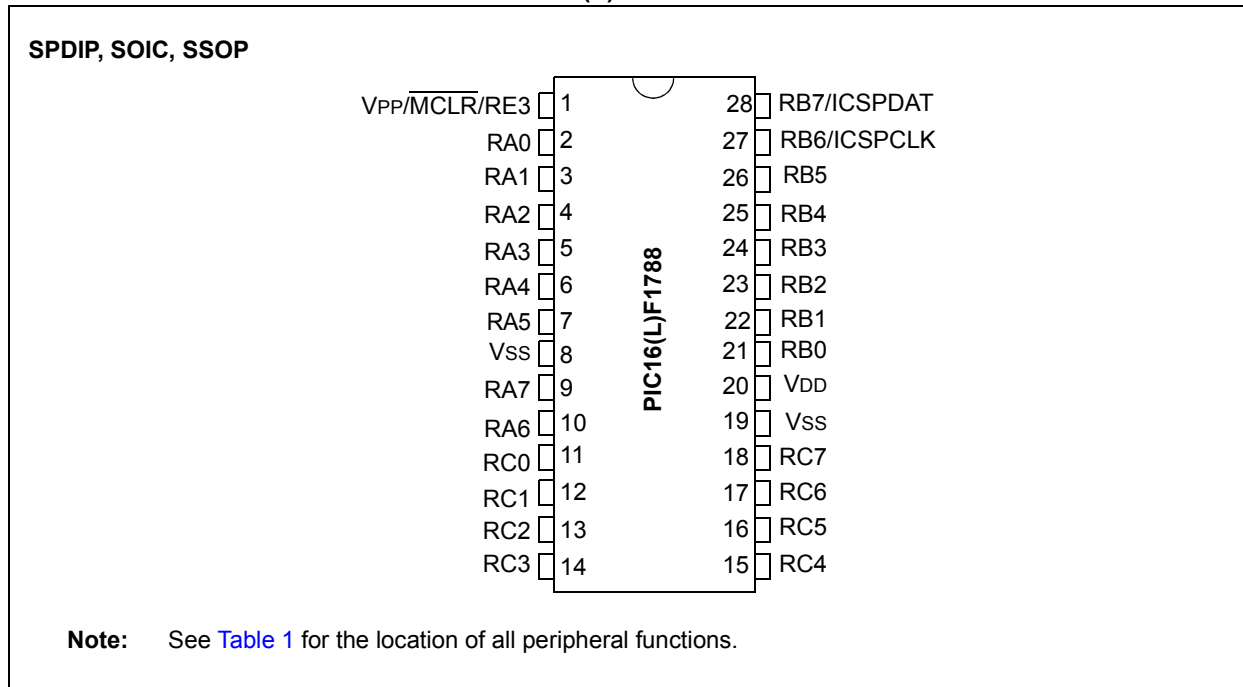 SPDIP, SOIC, SSOP
VPP/MCLR/RE3 1 28 RB7/ICSPDAT
RA0 2 27 RB6/ICSPCLK
RA1 3 26 RB5
RA2 4 25 RB4
RA3 5 24 RB3
RA4 6 23 RB2
RA5 7 22 RB1
VSS 8 21 RB0
RA7 9 20 VDD
RA6 10 19 VSS
RC0 11 18 RC7
RC1 12 17 RC6
RC2 13 16 RC5
RC3 14 15 RC4
PIC16(L)F1788
Note: See Table 1 for the location of all peripheral functions.